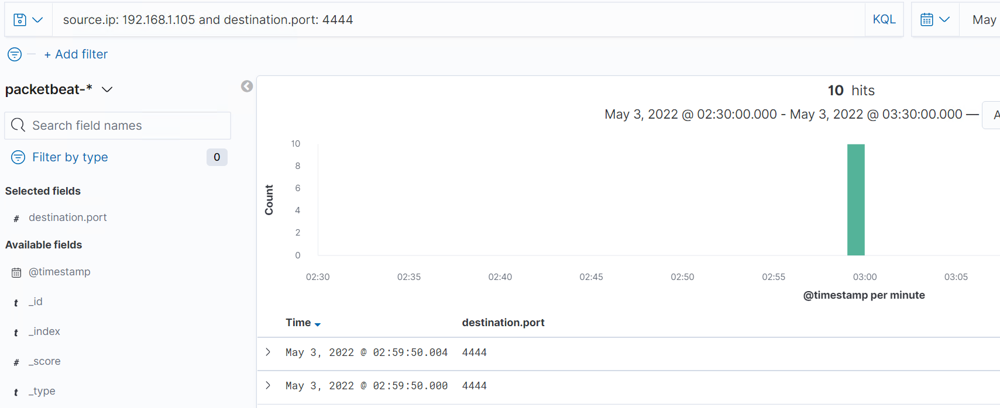 source.ip: 192.168.1.105 and destination.port: 4444
KQL
May
+ Add filter
packetbeat-*
Search field names
Filter by type
0
Selected fields
# destination.port
Available fields
@timestamp
t _id
t _index
# _score
t _type
10 hits
May 3, 2022 @ 02:30:00.000 - May 3, 2022 @ 03:30:00.000 —
A
Count
10
8
6
4
2
0
02:30 02:35 02:40 02:45 02:50 02:55 03:00 03:05
@timestamp per minute
Time destination.port
May 3, 2022 @ 02:59:50.004 4444
May 3, 2022 @ 02:59:50.000 4444